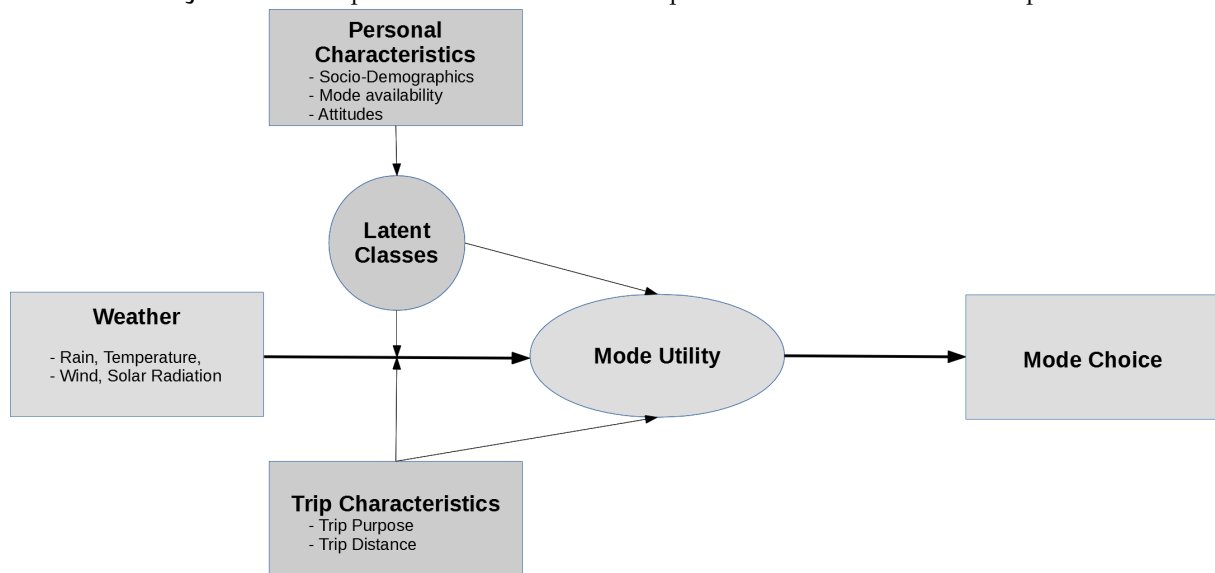 Personal
Characteristics
- Socio-Demographics
- Mode availability
- Attitudes
Latent
Classes
Weather
- Rain, Temperature,
- Wind, Solar Radiation
Mode Utility
Mode Choice
Trip Characteristics
- Trip Purpose
- Trip Distance